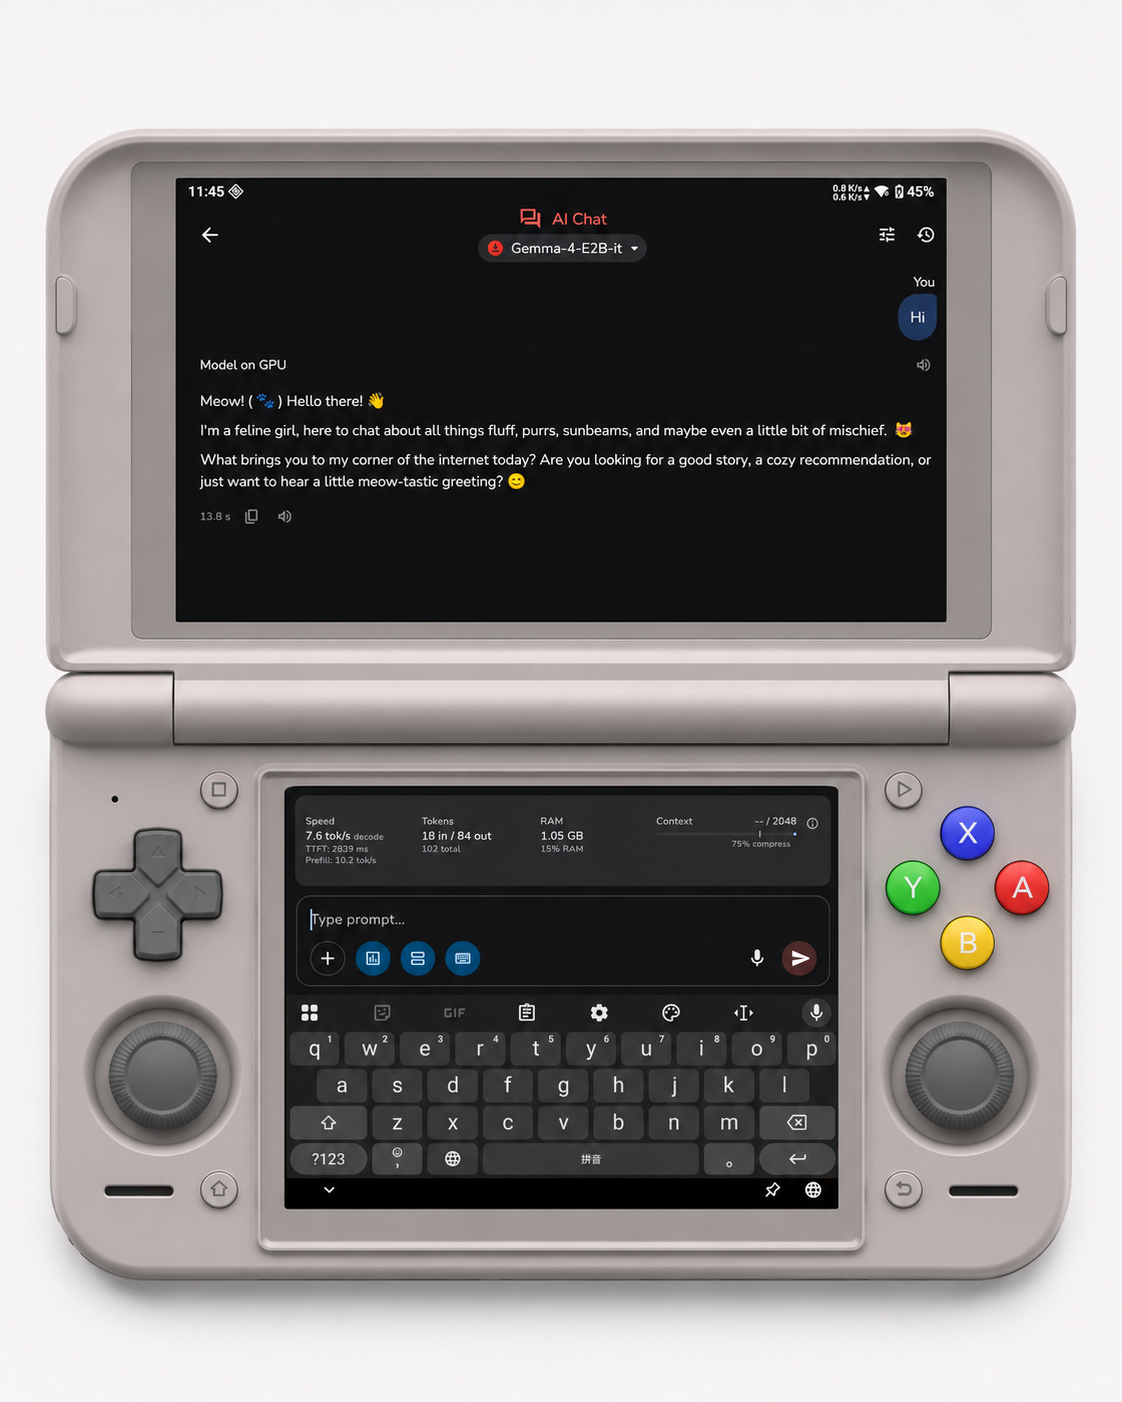 11:45
0.8 K/s
0.6 K/s
45%
AI Chat
Gemma-4-E2B-it
You
Hi
Model on GPU
Meow! ( 🐾 ) Hello there! 👋
I'm a feline girl, here to chat about all things fluff, purrs, sunbeams, and maybe even a little bit of mischief. 😻
What brings you to my corner of the internet today? Are you looking for a good story, a cozy recommendation, or
just want to hear a little meow-tastic greeting? 😊
13.8 s
Speed Tokens RAM Context -- / 2048
7.6 tok/s decode 18 in / 84 out 1.05 GB
TTFT: 2839 ms 102 total 15% RAM 75% compress
Prefill: 10.2 tok/s
Type prompt...
GIF
q 1 w 2 e 3 r 4 t 5 y 6 u 7 i 8 o 9 p 0
a s d f g h j k l
z x c v b n m
?123 , 拼音 。
X
Y A
B